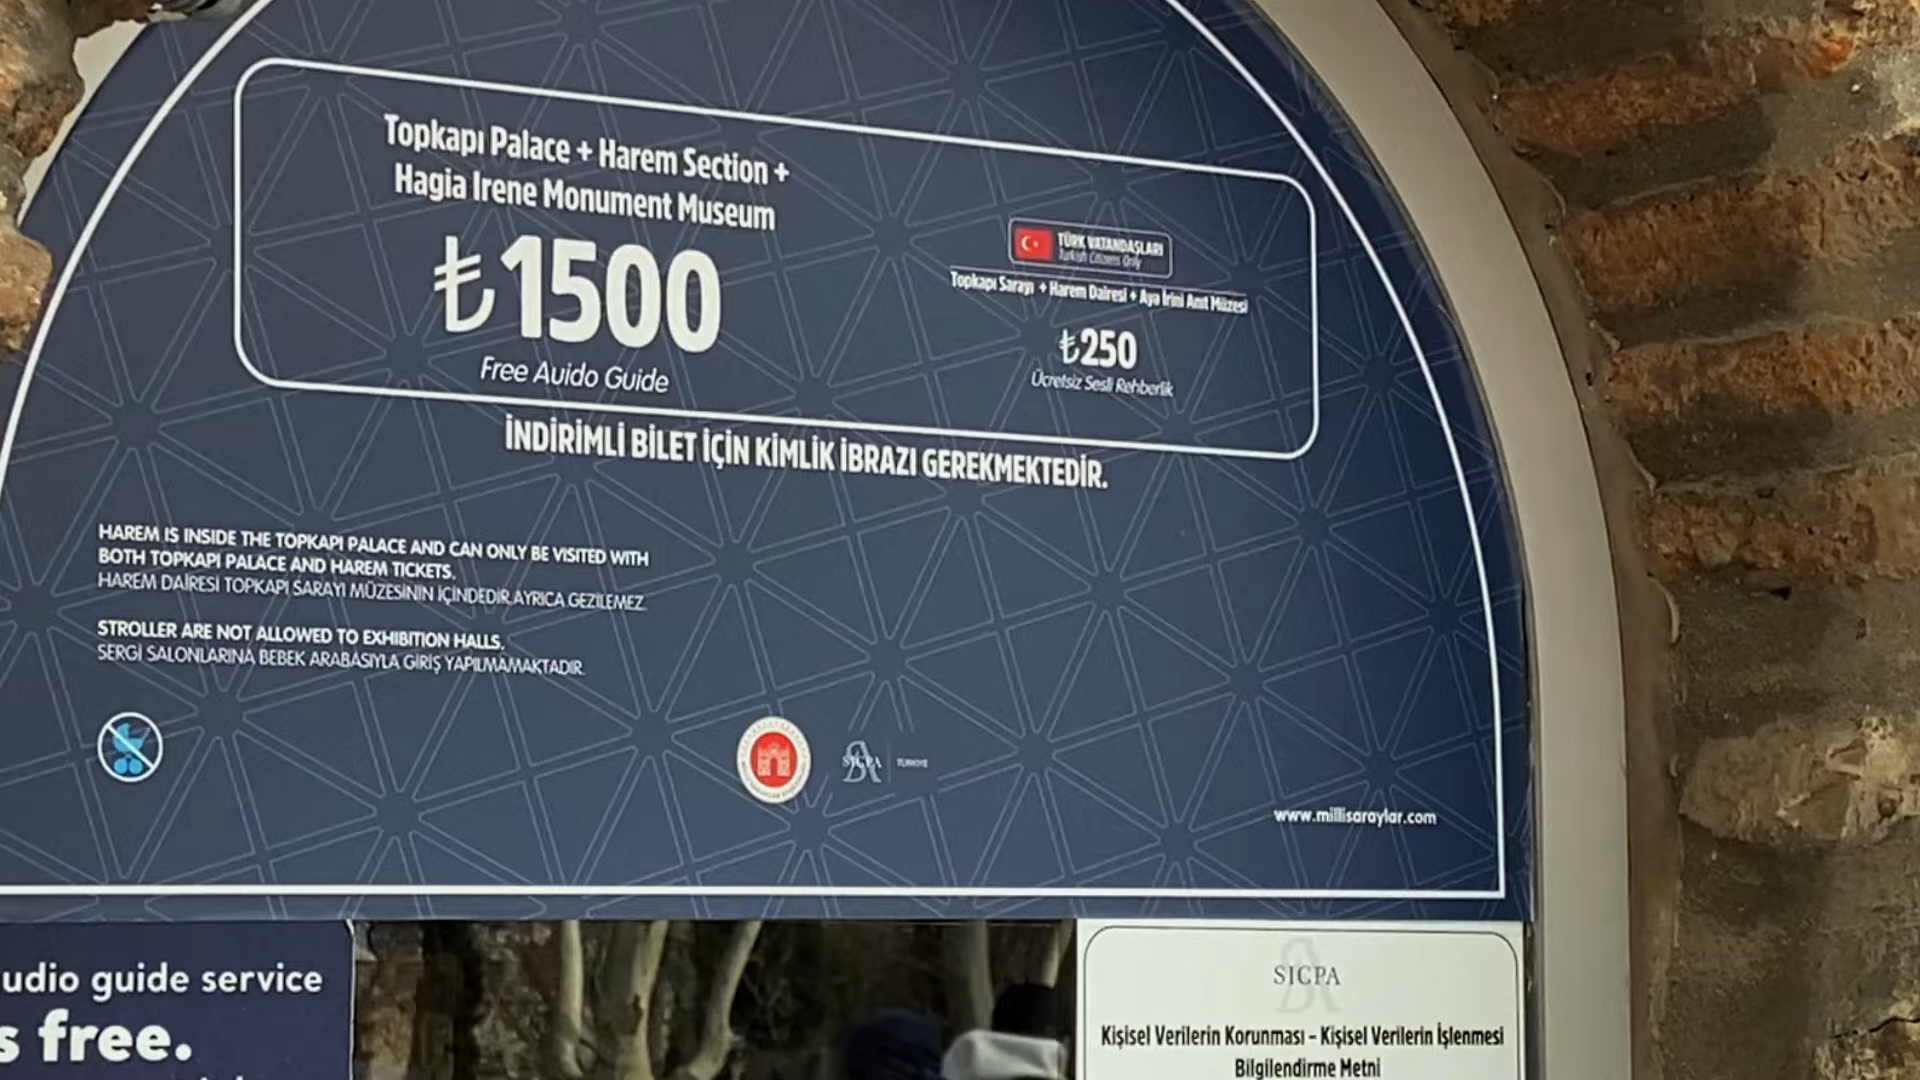 Topkapı Palace + Harem Section +
Hagia Irene Monument Museum
₺1500
Free Auido Guide
TÜRK VATANDAŞLARI
Turkish Citizens Only
Topkapı Sarayı + Harem Dairesi + Aya İrini Anıt Müzesi
₺250
Ücretsiz Sesli Rehberlik
İNDİRİMLİ BİLET İÇİN KİMLİK İBRAZI GEREKMEKTEDİR.
HAREM IS INSIDE THE TOPKAPI PALACE AND CAN ONLY BE VISITED WITH
BOTH TOPKAPI PALACE AND HAREM TICKETS.
HAREM DAİRESİ TOPKAPI SARAYI MÜZESİNİN İÇİNDEDİR.AYRICA GEZİLEMEZ.
STROLLER ARE NOT ALLOWED TO EXHIBITION HALLS.
SERGİ SALONLARINA BEBEK ARABASIYLA GİRİŞ YAPILMAMAKTADIR.
SICPA TÜRKİYE
www.millisaraylar.com
udio guide service
s free.
SICPA
Kişisel Verilerin Korunması - Kişisel Verilerin İşlenmesi
Bilgilendirme Metni